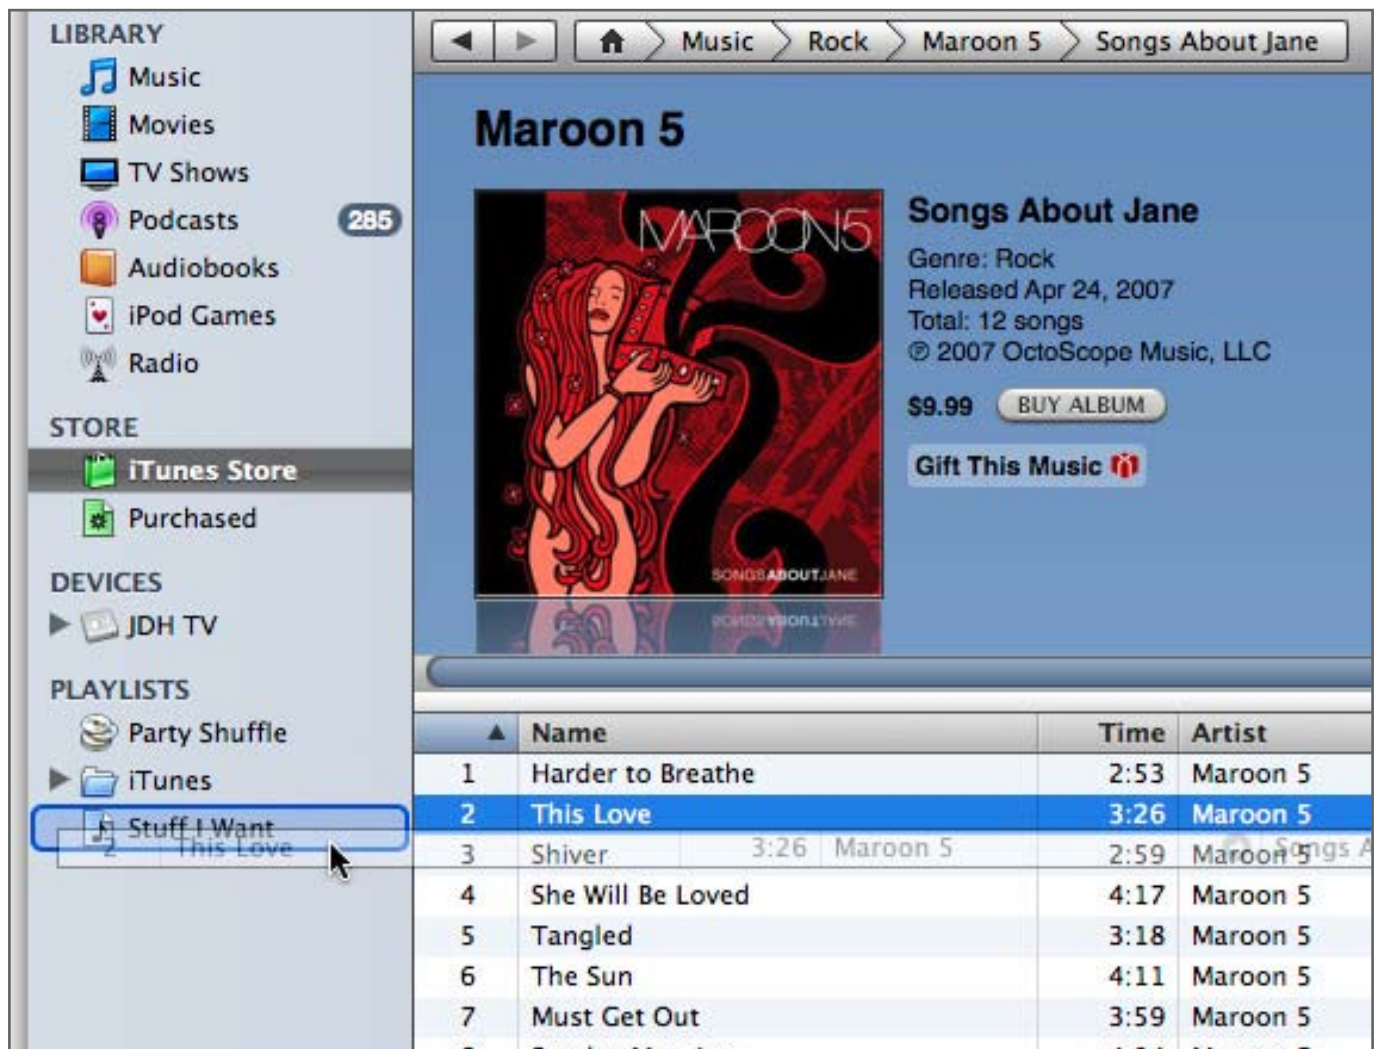 LIBRARY
Music
Movies
TV Shows
Podcasts 285
Audiobooks
iPod Games
Radio
STORE
iTunes Store
Purchased
DEVICES
JDH TV
PLAYLISTS
Party Shuffle
iTunes
Stuff I Want
2 This Love 3:26 Maroon 5 Songs A
Music Rock Maroon 5 Songs About Jane
Maroon 5
MAROON5
SONGSABOUTJANE
Songs About Jane
Genre: Rock
Released Apr 24, 2007
Total: 12 songs
℗ 2007 OctoScope Music, LLC
$9.99 BUY ALBUM
Gift This Music
Name Time Artist
1 Harder to Breathe 2:53 Maroon 5
2 This Love 3:26 Maroon 5
3 Shiver 2:59 Maroon 5
4 She Will Be Loved 4:17 Maroon 5
5 Tangled 3:18 Maroon 5
6 The Sun 4:11 Maroon 5
7 Must Get Out 3:59 Maroon 5